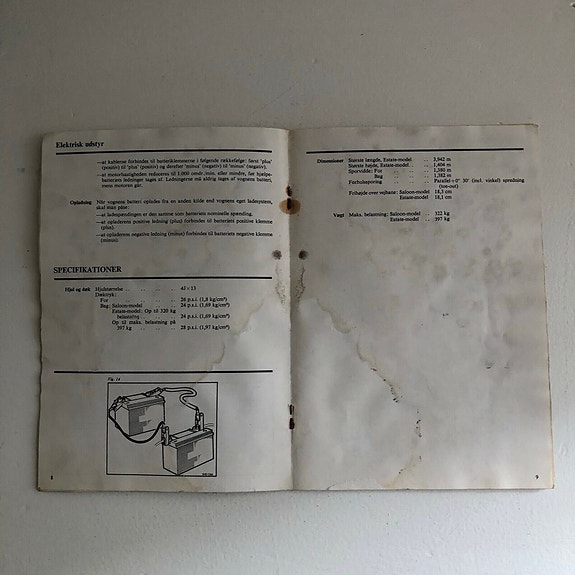 Elektrisk udstyr
—at kablerne forbindes til batteriklemmerne i følgende rækkefølge: først 'plus'
(positiv) til 'plus' (positiv) og derefter 'minus' (negativ) til 'minus' (negativ).
—at motorhastigheden reduceres til 1.000 omdr./min. eller mindre, før hjælpe-
batteriets ledninger tages af. Ledningerne må aldrig tages af vognens batteri,
mens motoren går.
Opladning Når vognens batteri oplades fra en anden kilde end vognens eget ladesystem,
skal man påse:
—at ladespændingen er den samme som batteriets nominelle spænding.
—at opladerens positive ledning (plus) forbindes til batteriets positive klemme
(plus).
—at opladerens negative ledning (minus) forbindes til batteriets negative klemme
(minus).
SPECIFIKATIONER
Hjul og dæk Hjulstørrelse .. .. .. .. 4J × 13
Dæktryk:
For .. .. .. .. 26 p.s.i. (1,8 kg/cm²)
Bag: Saloon-model .. .. 24 p.s.i. (1,69 kg/cm²)
Estate-model: Op til 320 kg
belastning .. .. .. 24 p.s.i. (1,69 kg/cm²)
Op til maks. belastning på
397 kg .. .. .. 28 p.s.i. (1,97 kg/cm²)
Fig. 14
8
Dimensioner Største længde, Estate-model .. .. 3,942 m
Største højde, Estate-model .. .. 1,404 m
Sporvidde: For .. .. .. .. 1,380 m
Bag .. .. .. .. 1,382 m
Forhjulsspring .. .. .. .. Parallel ÷ 0° 30' (incl. vinkel) spredning
(toe-out)
Frihøjde over vejbane: Saloon-model 18,3 cm
Estate-model 18,1 cm
Vægt Maks. belastning: Saloon-model .. 322 kg
Estate-model .. 397 kg
9